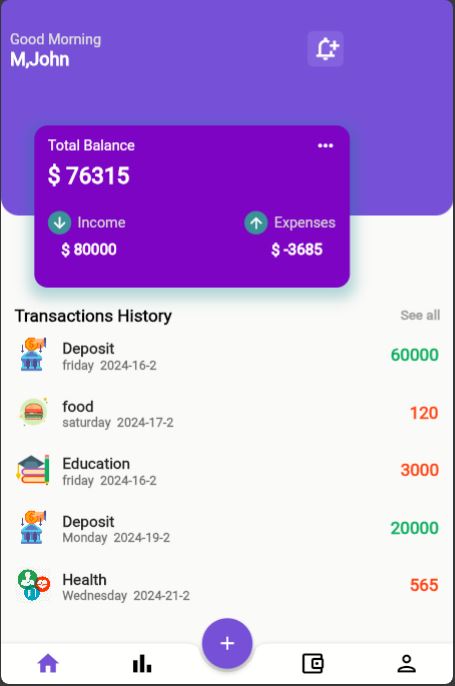 Good Morning
M,John
Total Balance
$ 76315
Income Expenses
$ 80000 $ -3685
Transactions History See all
Deposit
60000
friday 2024-16-2
food
120
saturday 2024-17-2
Education
3000
friday 2024-16-2
Deposit
20000
Monday 2024-19-2
Health
565
Wednesday 2024-21-2